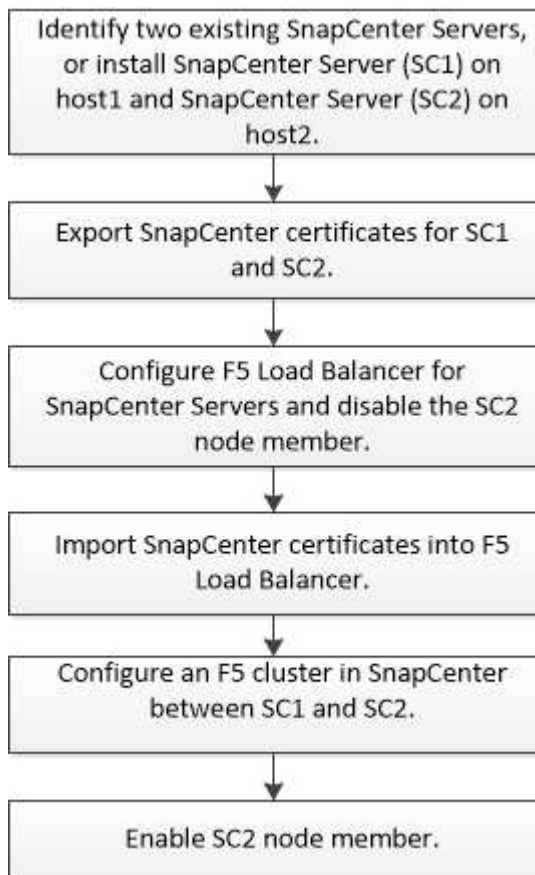 Identify two existing SnapCenter Servers,
or install SnapCenter Server (SC1) on
host1 and SnapCenter Server (SC2) on
host2.
Export SnapCenter certificates for SC1
and SC2.
Configure F5 Load Balancer for
SnapCenter Servers and disable the SC2
node member.
Import SnapCenter certificates into F5
Load Balancer.
Configure an F5 cluster in SnapCenter
between SC1 and SC2.
Enable SC2 node member.